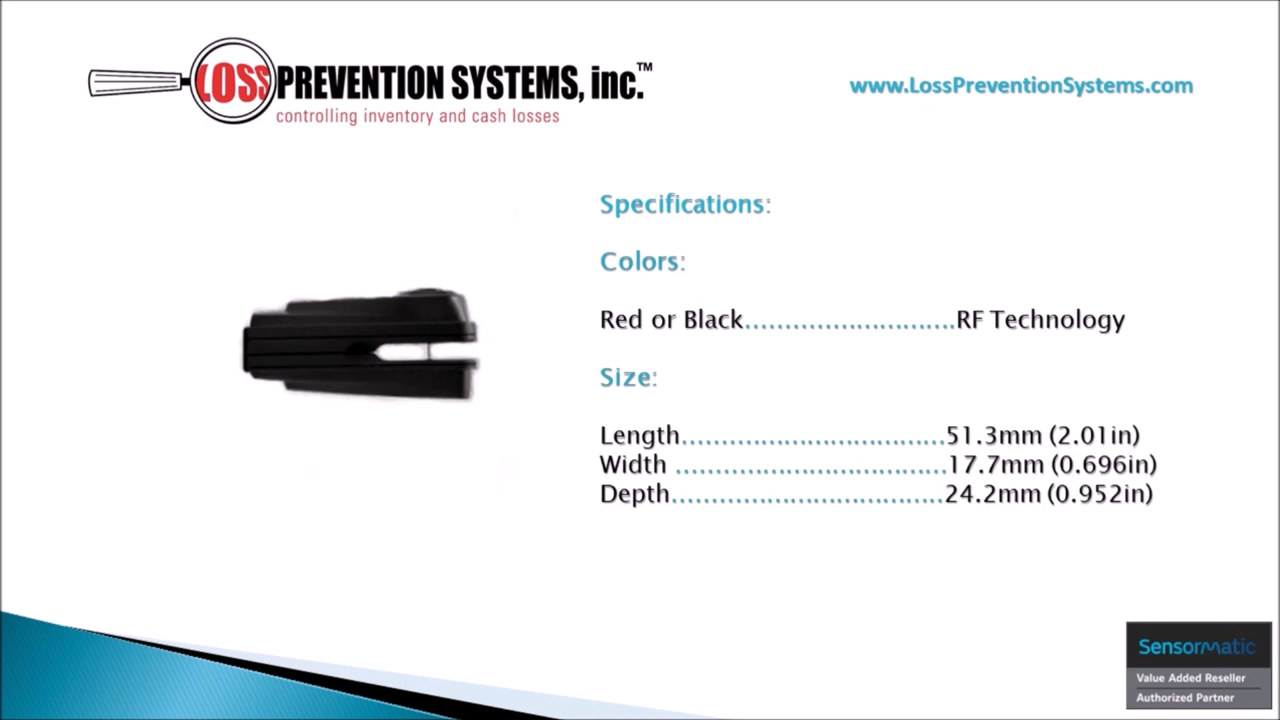 LOSS PREVENTION SYSTEMS, inc.™
controlling inventory and cash losses
www.LossPreventionSystems.com
Specifications:
Colors:
Red or Black..........................RF Technology
Size:
Length.................................51.3mm (2.01in)
Width ..................................17.7mm (0.696in)
Depth..................................24.2mm (0.952in)
Sensormatic
Value Added Reseller
Authorized Partner